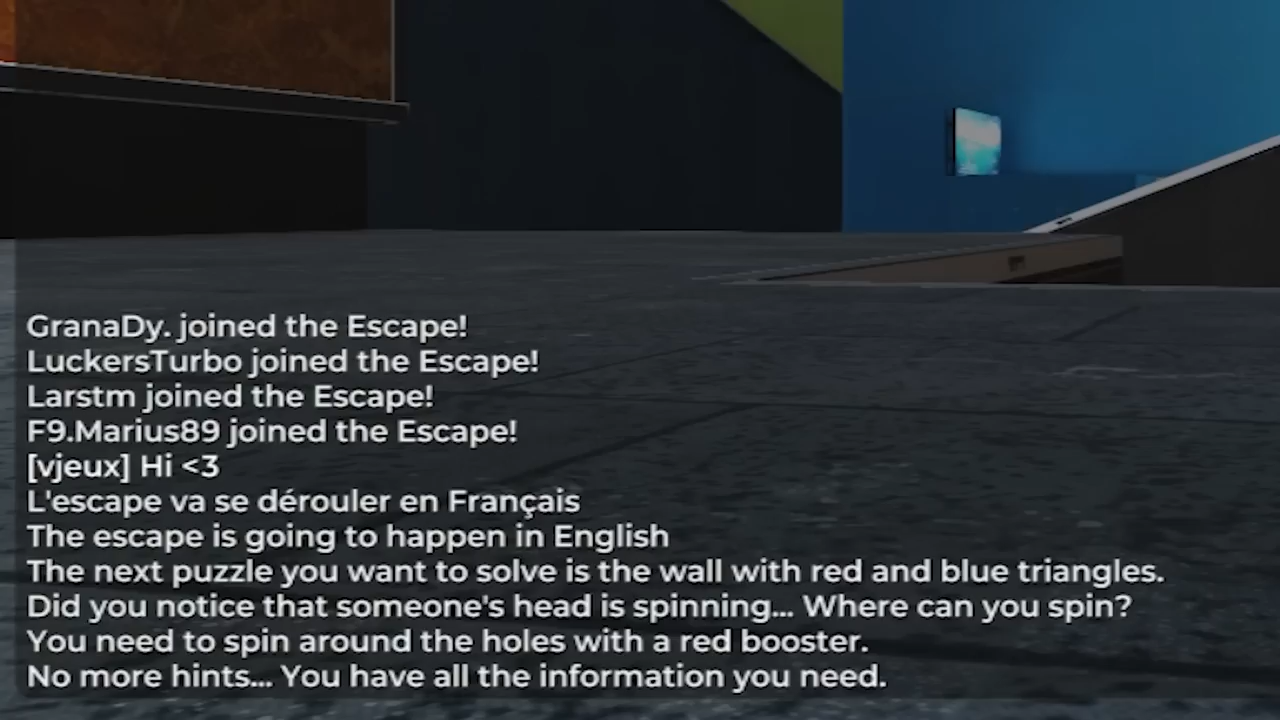 GranaDy. joined the Escape!
LuckersTurbo joined the Escape!
Larstm joined the Escape!
F9.Marius89 joined the Escape!
[vjeux] Hi <3
L'escape va se dérouler en Français
The escape is going to happen in English
The next puzzle you want to solve is the wall with red and blue triangles.
Did you notice that someone's head is spinning... Where can you spin?
You need to spin around the holes with a red booster.
No more hints... You have all the information you need.